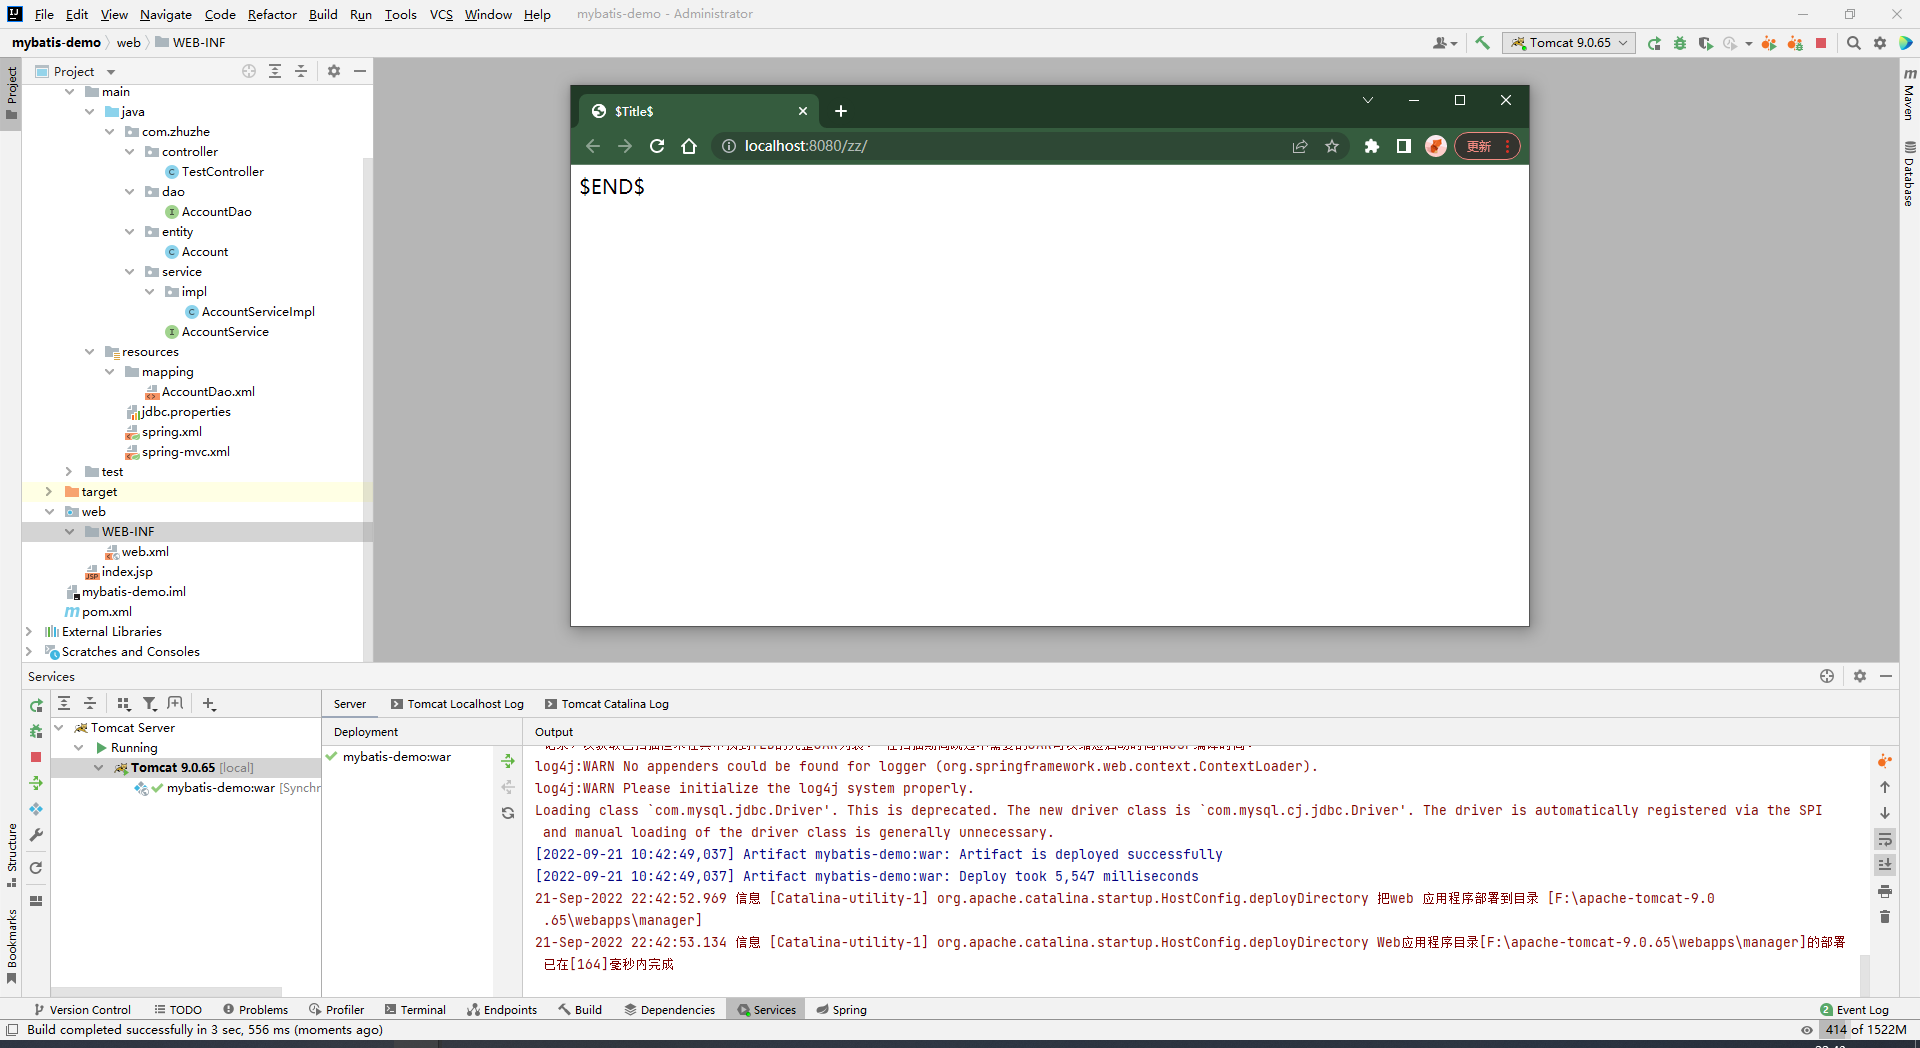 File Edit View Navigate Code Refactor Build Run Tools VCS Window Help mybatis-demo - Administrator
mybatis-demo web WEB-INF
Tomcat 9.0.65
Project
Project
main
java
com.zhuzhe
controller
TestController
dao
AccountDao
entity
Account
service
impl
AccountServiceImpl
AccountService
resources
mapping
AccountDao.xml
jdbc.properties
spring.xml
spring-mvc.xml
test
target
web
WEB-INF
web.xml
index.jsp
mybatis-demo.iml
pom.xml
External Libraries
Scratches and Consoles
$Title$
localhost:8080/zz/
更新
$END$
Maven
Database
Services
Structure
Bookmarks
Tomcat Server
Running
Tomcat 9.0.65 [local]
mybatis-demo:war [Synchr
Server Tomcat Localhost Log Tomcat Catalina Log
Deployment
mybatis-demo:war
Output
log4j:WARN No appenders could be found for logger (org.springframework.web.context.ContextLoader).
log4j:WARN Please initialize the log4j system properly.
Loading class `com.mysql.jdbc.Driver'. This is deprecated. The new driver class is `com.mysql.cj.jdbc.Driver'. The driver is automatically registered via the SPI
and manual loading of the driver class is generally unnecessary.
[2022-09-21 10:42:49,037] Artifact mybatis-demo:war: Artifact is deployed successfully
[2022-09-21 10:42:49,037] Artifact mybatis-demo:war: Deploy took 5,547 milliseconds
21-Sep-2022 22:42:52.969 信息 [Catalina-utility-1] org.apache.catalina.startup.HostConfig.deployDirectory 把web 应用程序部署到目录 [F:\apache-tomcat-9.0
.65\webapps\manager]
21-Sep-2022 22:42:53.134 信息 [Catalina-utility-1] org.apache.catalina.startup.HostConfig.deployDirectory Web应用程序目录[F:\apache-tomcat-9.0.65\webapps\manager]的部署
已在[164]毫秒内完成
Version Control TODO Problems Profiler Terminal Endpoints Build Dependencies Services Spring 2 Event Log
Build completed successfully in 3 sec, 556 ms (moments ago) 414 of 1522M